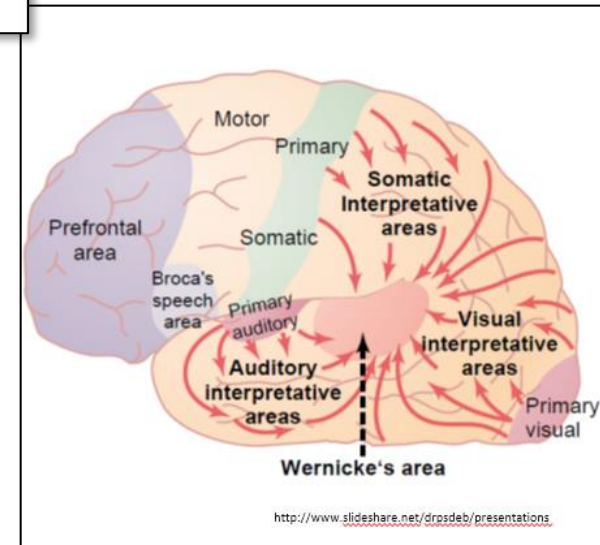 Motor
Primary
Somatic
Interpretative
areas
Prefrontal
area
Somatic
Broca's
speech
area
Primary
auditory
Visual
interpretative
areas
Auditory
interpretative
areas
Primary
visual
Wernicke's area
http://www.slideshare.net/drpsdeb/presentations